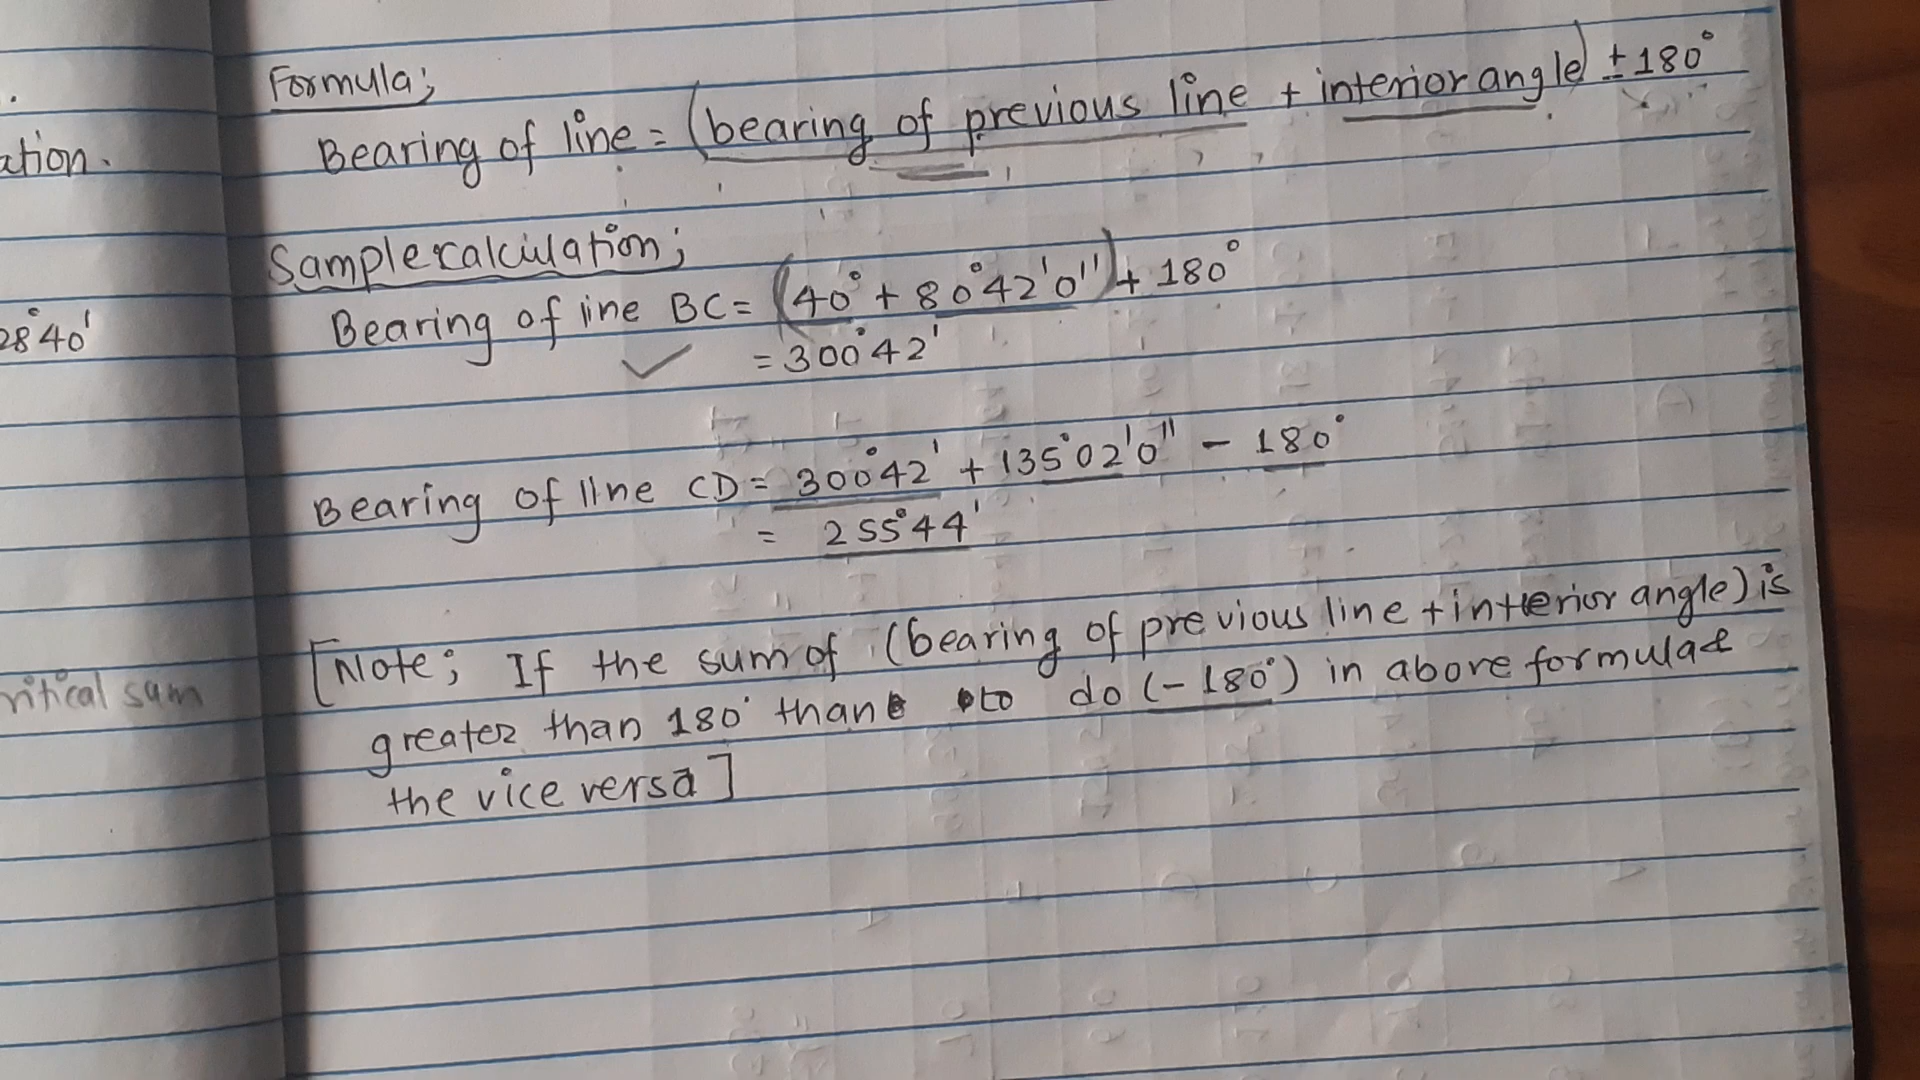 ation.
28°40'
ritical sum
Formula;
Bearing of line = (bearing of previous line + interior angle) ± 180°
Sample calculation;
Bearing of line BC = (40° + 80°42'0") + 180°
= 300°42'
Bearing of line CD = 300°42' + 135°02'0" - 180°
= 255°44'
[Note; If the sum of (bearing of previous line + interior angle) is
greater than 180° than to do (-180°) in above formula &
the vice versa]